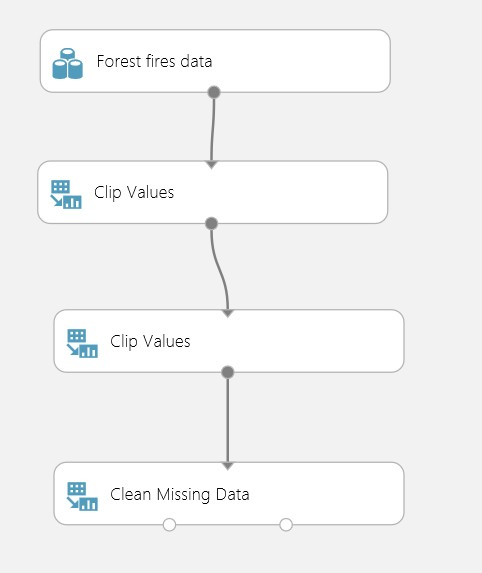 Forest fires data
Clip Values
Clip Values
Clean Missing Data